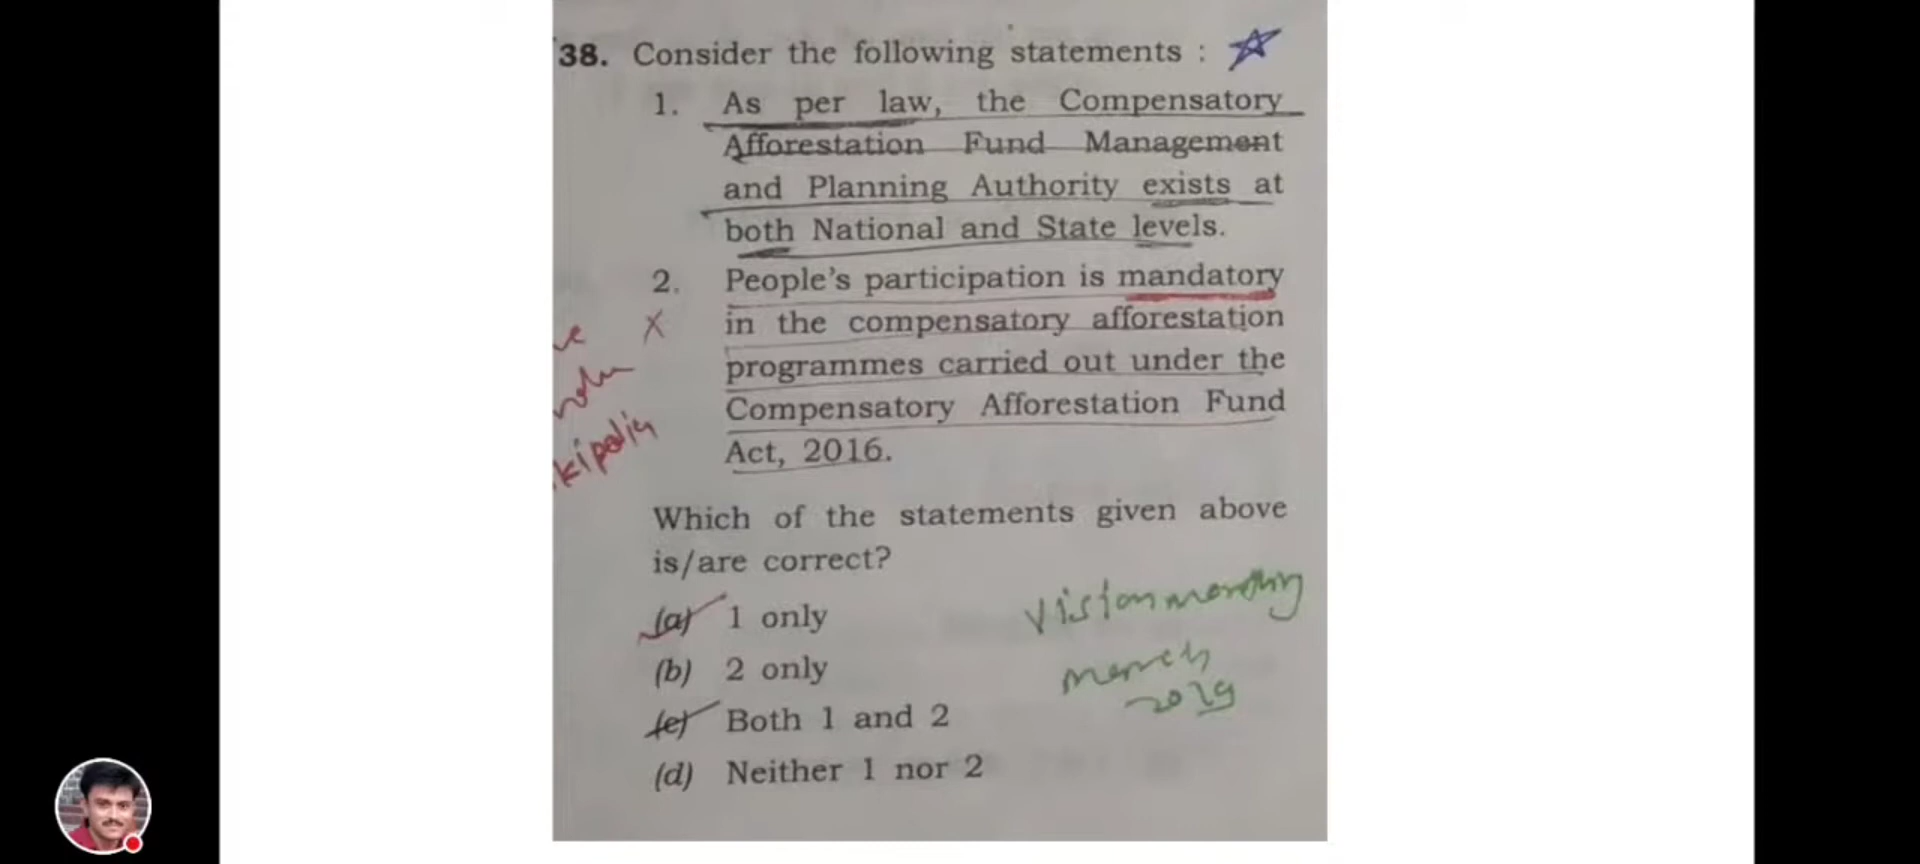 38. Consider the following statements :
1. As per law, the Compensatory
Afforestation Fund Management
and Planning Authority exists at
both National and State levels.
2. People's participation is mandatory
in the compensatory afforestation
programmes carried out under the
Compensatory Afforestation Fund
Act, 2016.
kipedia
Which of the statements given above
is/are correct?
(a) 1 only
(b) 2 only
(c) Both 1 and 2
(d) Neither 1 nor 2
Vision monthly
march
2019